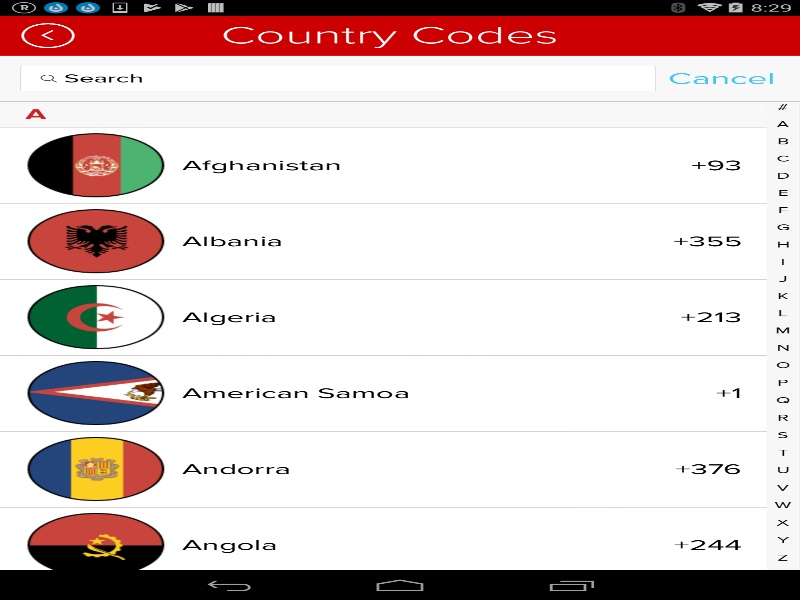 R
8:29
Country Codes
Search
Cancel
A
Afghanistan +93
Albania +355
Algeria +213
American Samoa +1
Andorra +376
Angola +244
#
A
B
C
D
E
F
G
H
I
J
K
L
M
N
O
P
Q
R
S
T
U
V
W
X
Y
Z